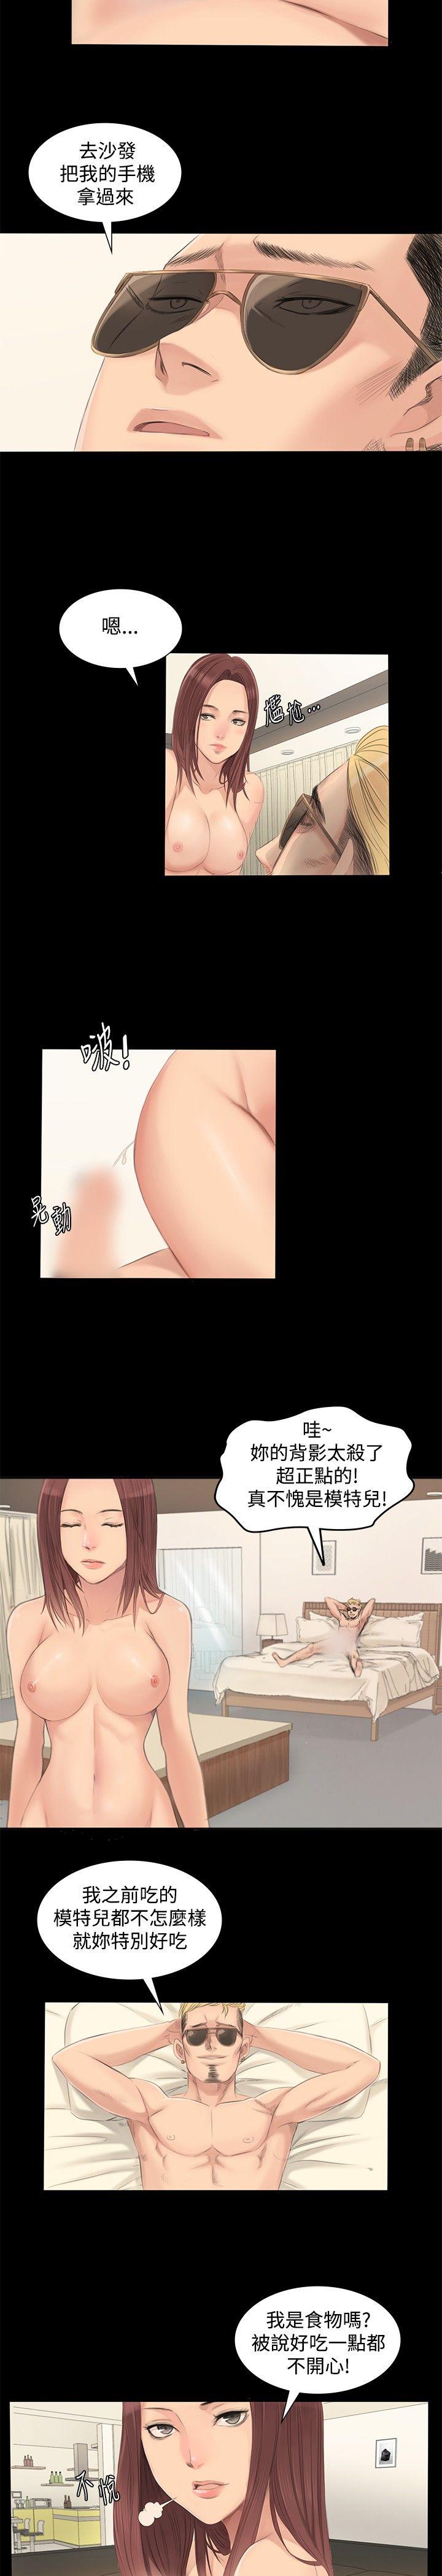 去沙發
把我的手機
拿過來
嗯...
尷尬...
啵!
晃動
哇~
妳的背影太殺了
超正點的!
真不愧是模特兒!
我之前吃的
模特兒都不怎麼樣
就妳特別好吃
我是食物嗎?
被說好吃一點都
不開心!
不悅